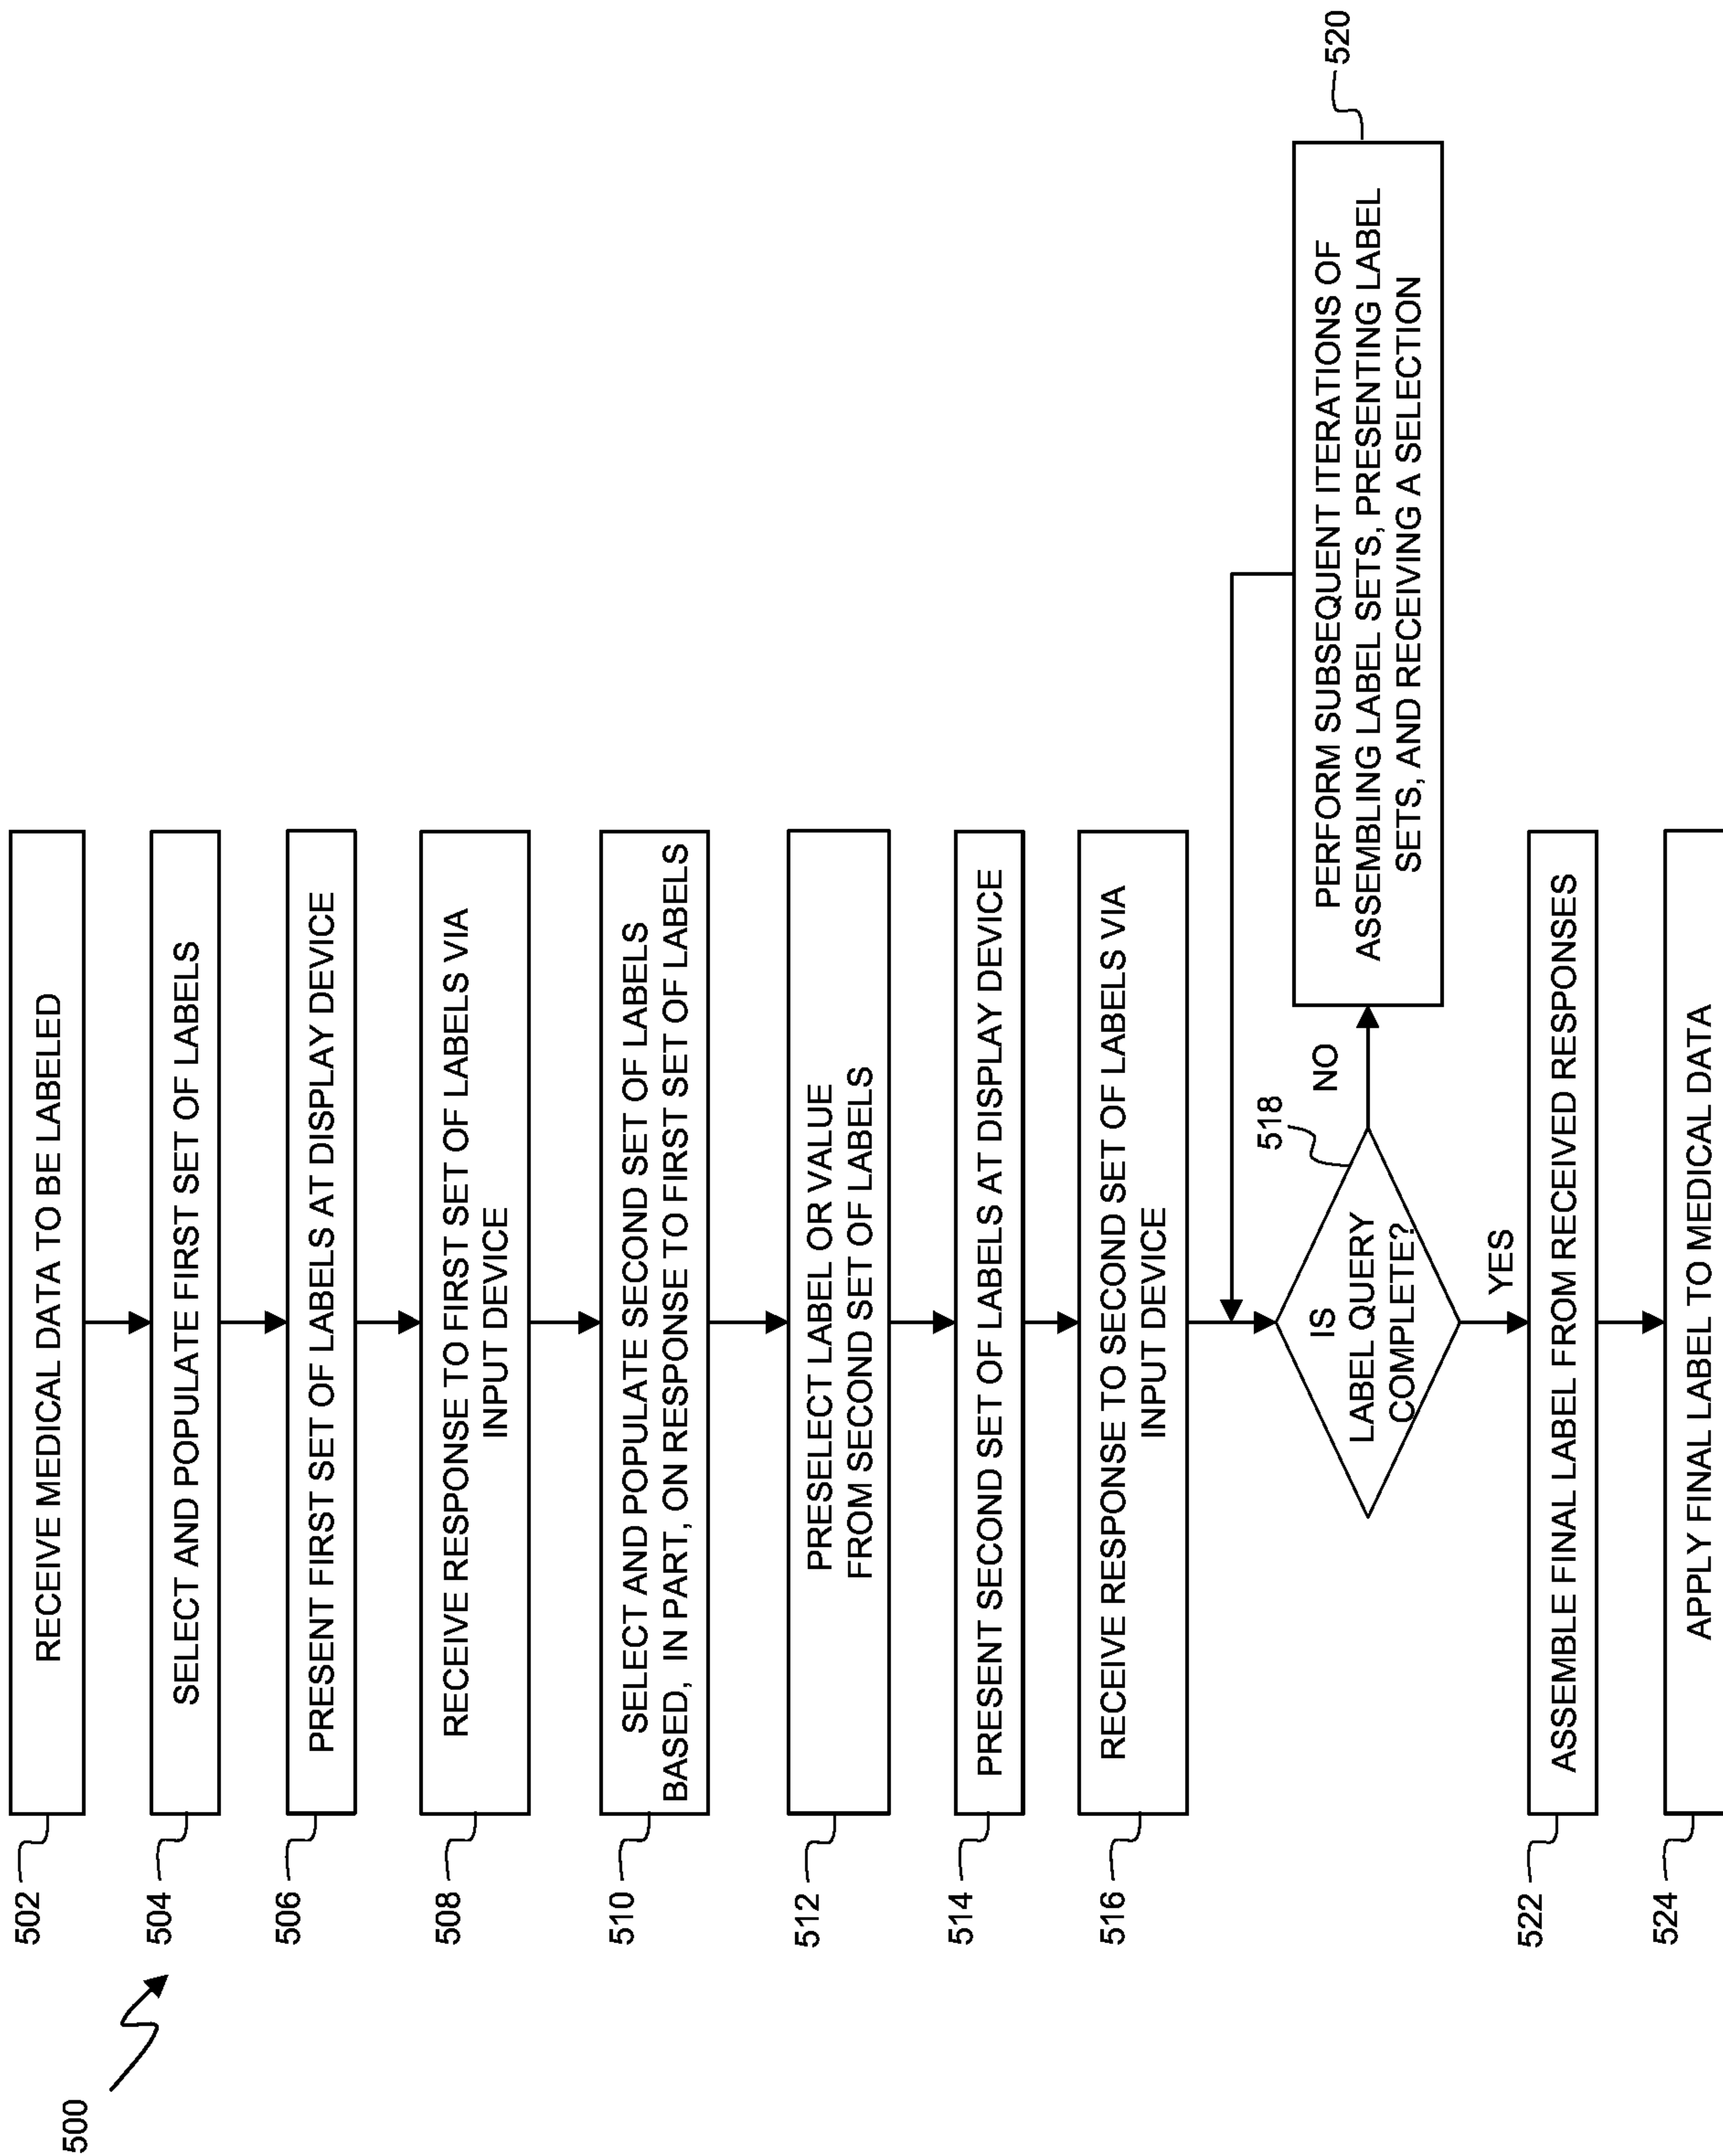 500
502
RECEIVE MEDICAL DATA TO BE LABELED
504
SELECT AND POPULATE FIRST SET OF LABELS
506
PRESENT FIRST SET OF LABELS AT DISPLAY DEVICE
508
RECEIVE RESPONSE TO FIRST SET OF LABELS VIA
INPUT DEVICE
510
SELECT AND POPULATE SECOND SET OF LABELS
BASED, IN PART, ON RESPONSE TO FIRST SET OF LABELS
512
PRESELECT LABEL OR VALUE
FROM SECOND SET OF LABELS
514
PRESENT SECOND SET OF LABELS AT DISPLAY DEVICE
516
RECEIVE RESPONSE TO SECOND SET OF LABELS VIA
INPUT DEVICE
518
IS
LABEL QUERY
COMPLETE?
NO
520
PERFORM SUBSEQUENT ITERATIONS OF
ASSEMBLING LABEL SETS, PRESENTING LABEL
SETS, AND RECEIVING A SELECTION
YES
522
ASSEMBLE FINAL LABEL FROM RECEIVED RESPONSES
524
APPLY FINAL LABEL TO MEDICAL DATA